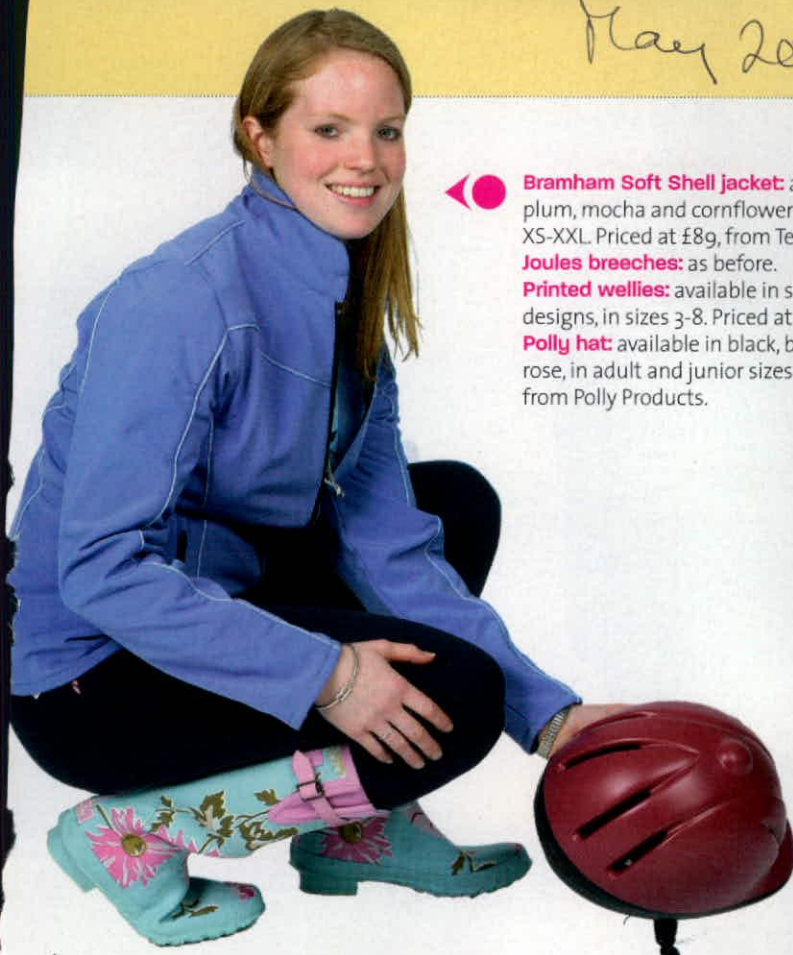 May 20
Bramham Soft Shell jacket:
plum, mocha and cornflower
XS-XXL. Priced at £89, from Te
Joules breeches: as before.
Printed wellies: available in s
designs, in sizes 3-8. Priced at
Polly hat: available in black, b
rose, in adult and junior sizes
from Polly Products.